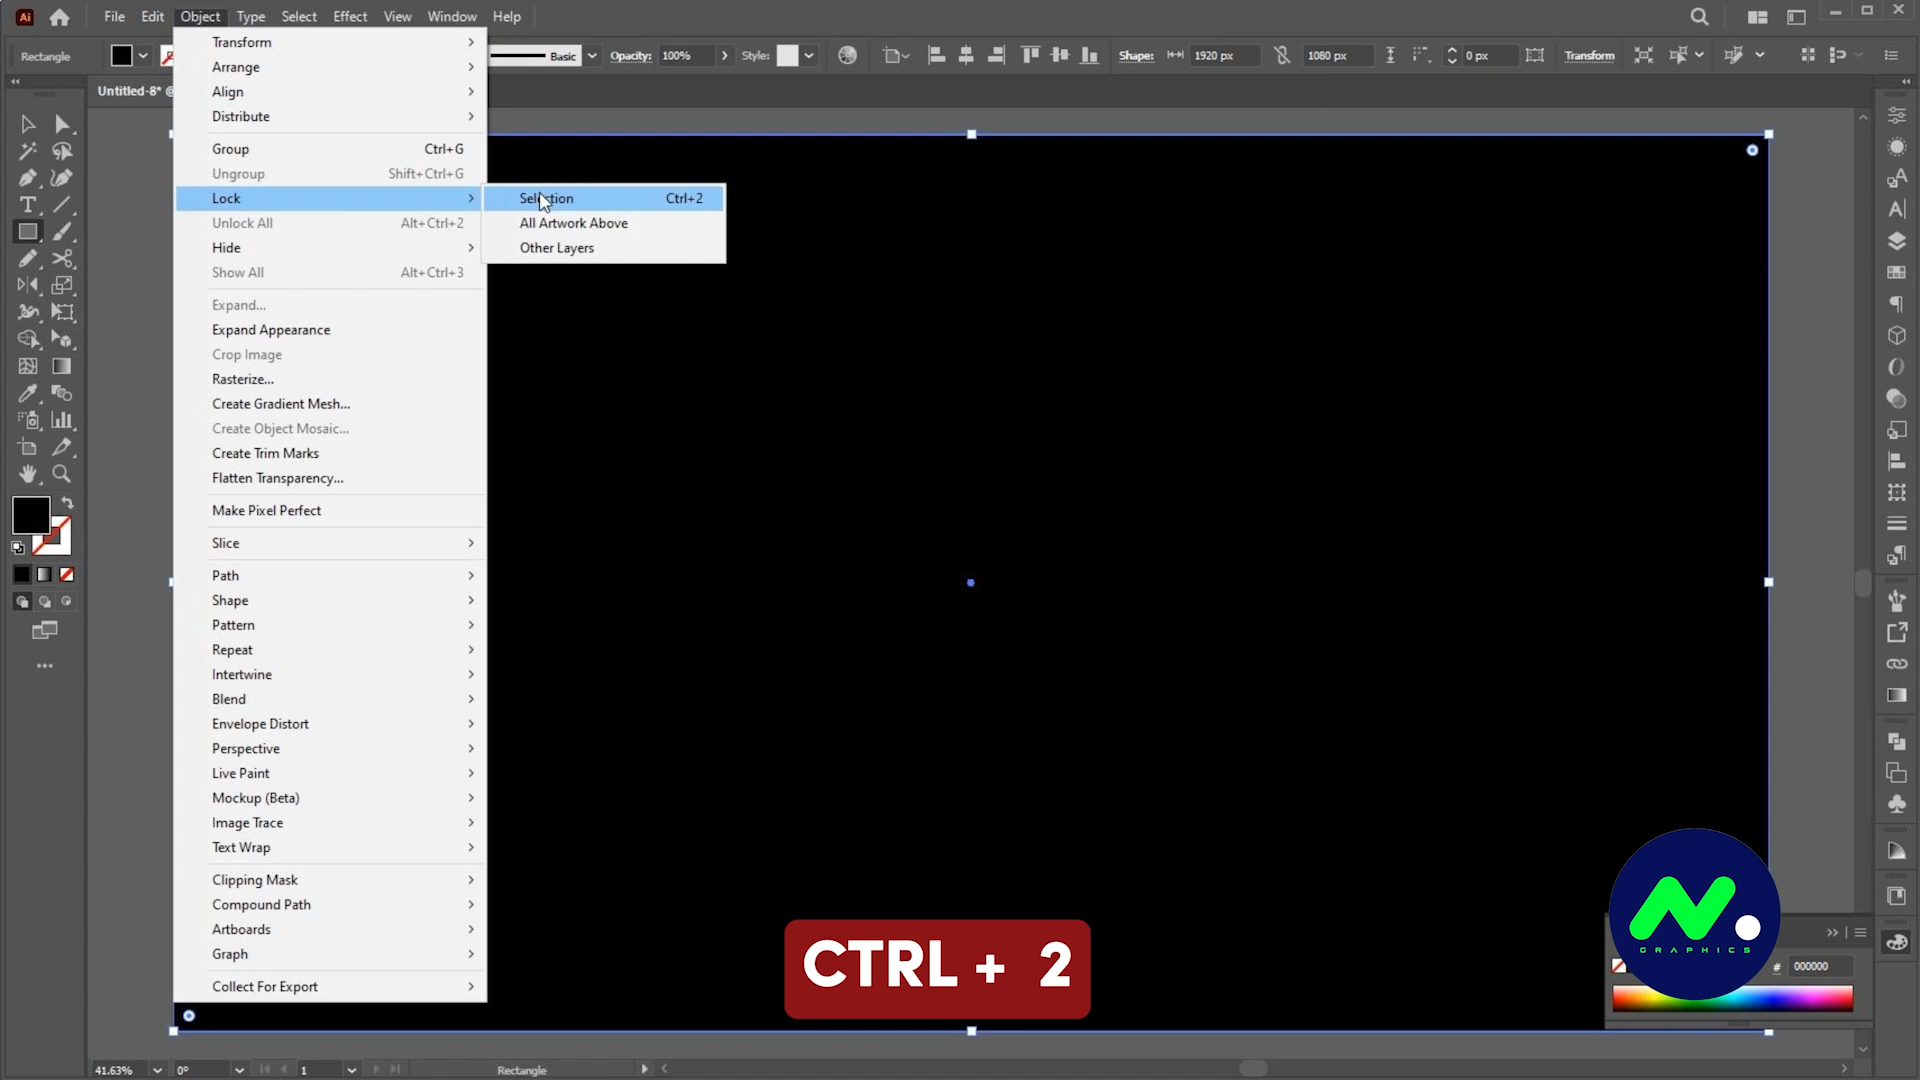 Ai File Edit Object Type Select Effect View Window Help
Rectangle Basic Opacity: 100% Style: Shape: 1920 px 1080 px 0 px Transform
Untitled-8* @
Transform
Arrange
Align
Distribute
Group Ctrl+G
Ungroup Shift+Ctrl+G
Lock
Selection Ctrl+2
Unlock All Alt+Ctrl+2
All Artwork Above
Hide
Other Layers
Show All Alt+Ctrl+3
Expand...
Expand Appearance
Crop Image
Rasterize...
Create Gradient Mesh...
Create Object Mosaic...
Create Trim Marks
Flatten Transparency...
Make Pixel Perfect
Slice
Path
Shape
Pattern
Repeat
Intertwine
Blend
Envelope Distort
Perspective
Live Paint
Mockup (Beta)
Image Trace
Text Wrap
Clipping Mask
Compound Path
Artboards
Graph
Collect For Export
CTRL + 2
N.
GRAPHICS
# 000000
41.63% 0° 1 Rectangle